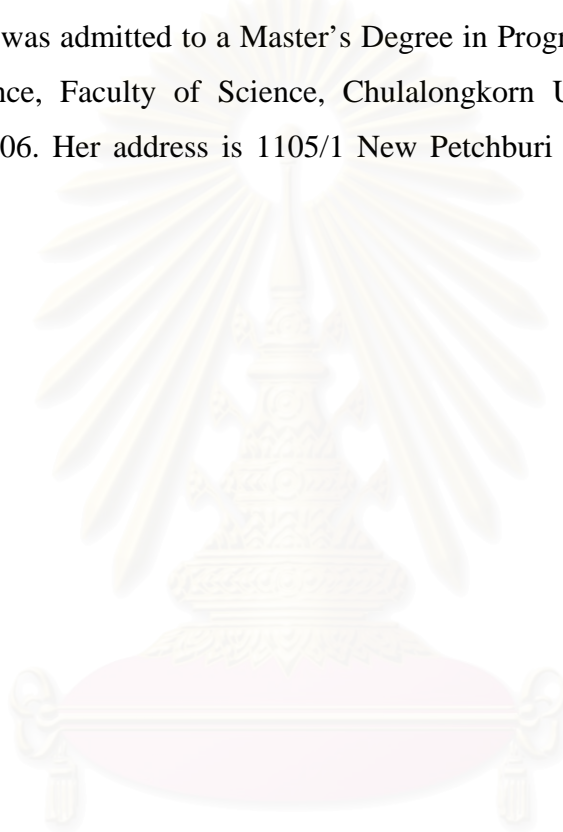 was admitted to a Master’s Degree in Progr
nce, Faculty of Science, Chulalongkorn U
06. Her address is 1105/1 New Petchburi